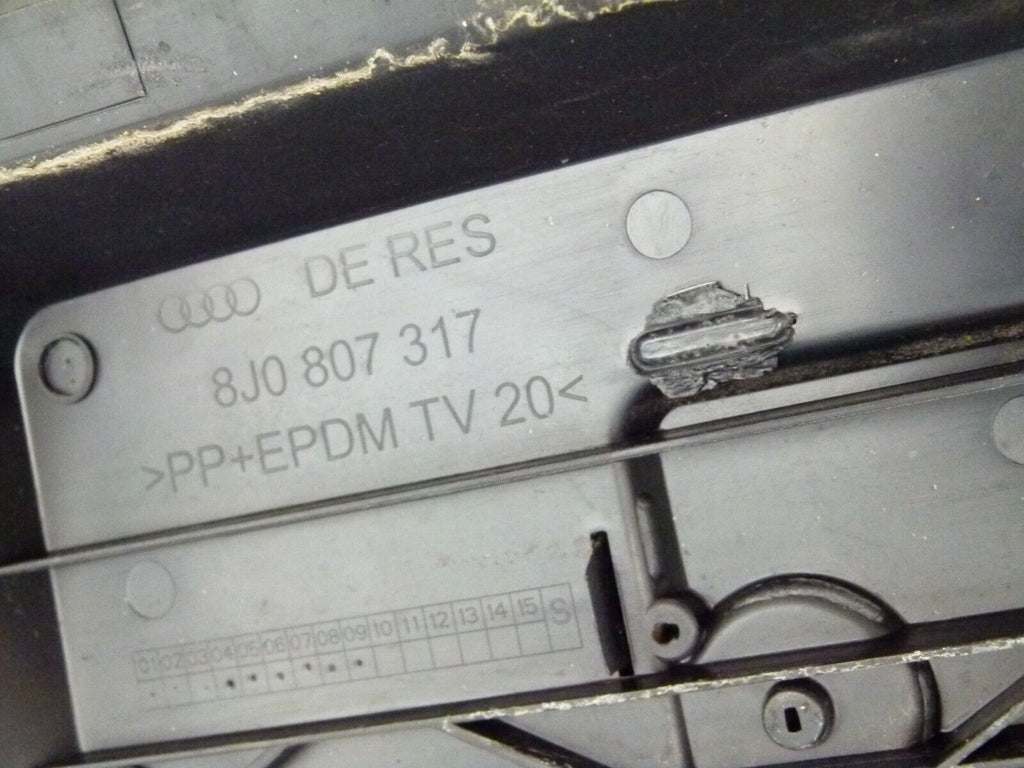 DE RES
8J0 807 317
>PP+EPDM TV 20<
01 02 03 04 05 06 07 08 09 10 11 12 13 14 15 S